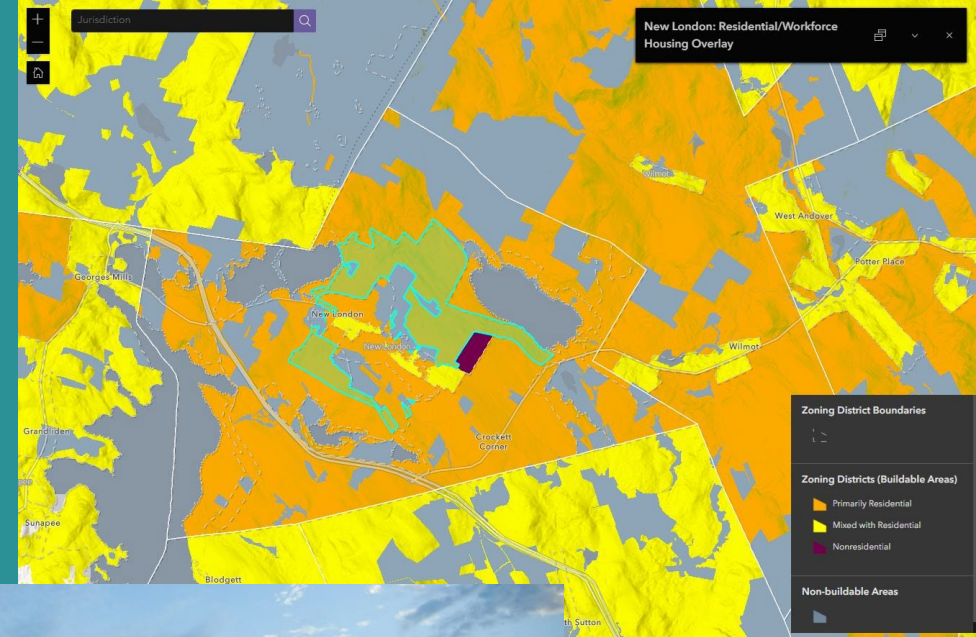 Jurisdiction
New London: Residential/Workforce
Housing Overlay
Wilmot
West Andover
Potter Place
Georges Mills
New London
New London
Wilmot
Grandliden
Crockett
Corner
Sunapee
Blodgett
th Sutton
Zoning District Boundaries
Zoning Districts (Buildable Areas)
Primarily Residential
Mixed with Residential
Nonresidential
Non-buildable Areas